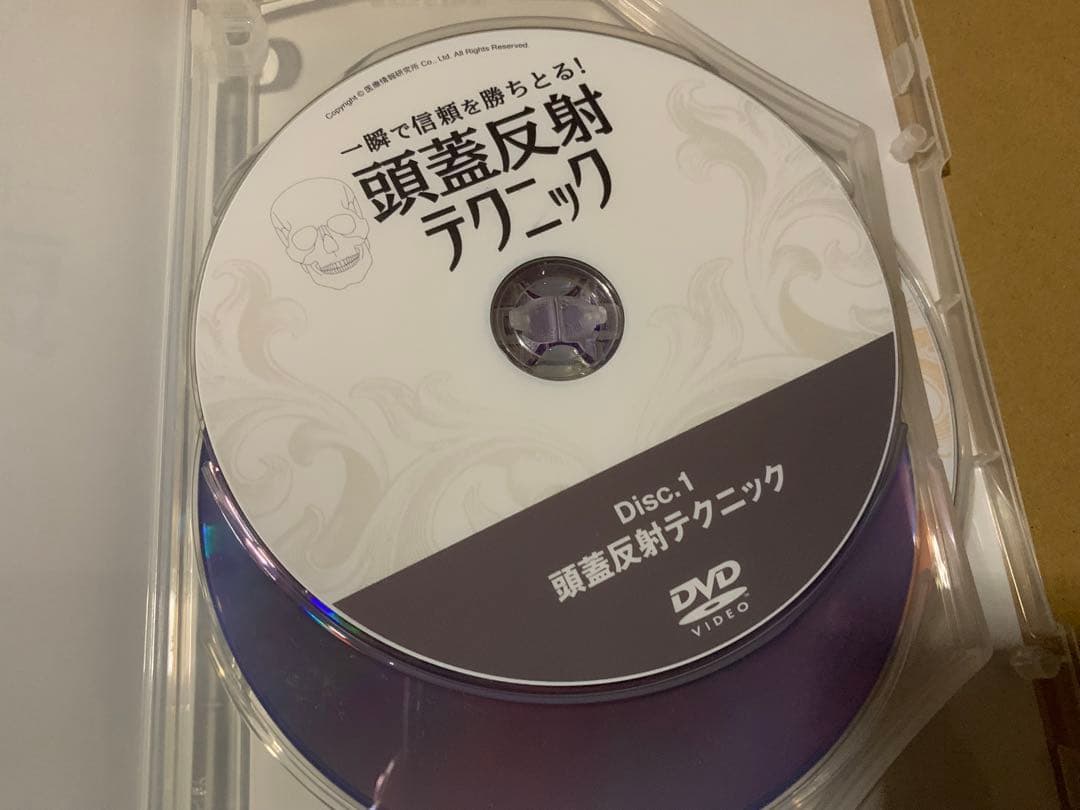 Copyright © 医療情報研究所 Co., Ltd. All Rights Reserved.
一瞬で信頼を勝ちとる!
頭蓋反射
テクニック
Disc.1
頭蓋反射テクニック
DVD
VIDEO